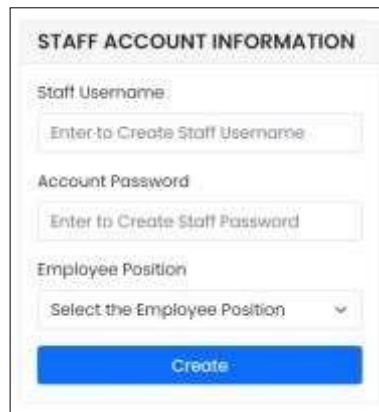 STAFF ACCOUNT INFORMATION
Staff Username
Enter to Create Staff Username
Account Password
Enter to Create Staff Password
Employee Position
Select the Employee Position
Create